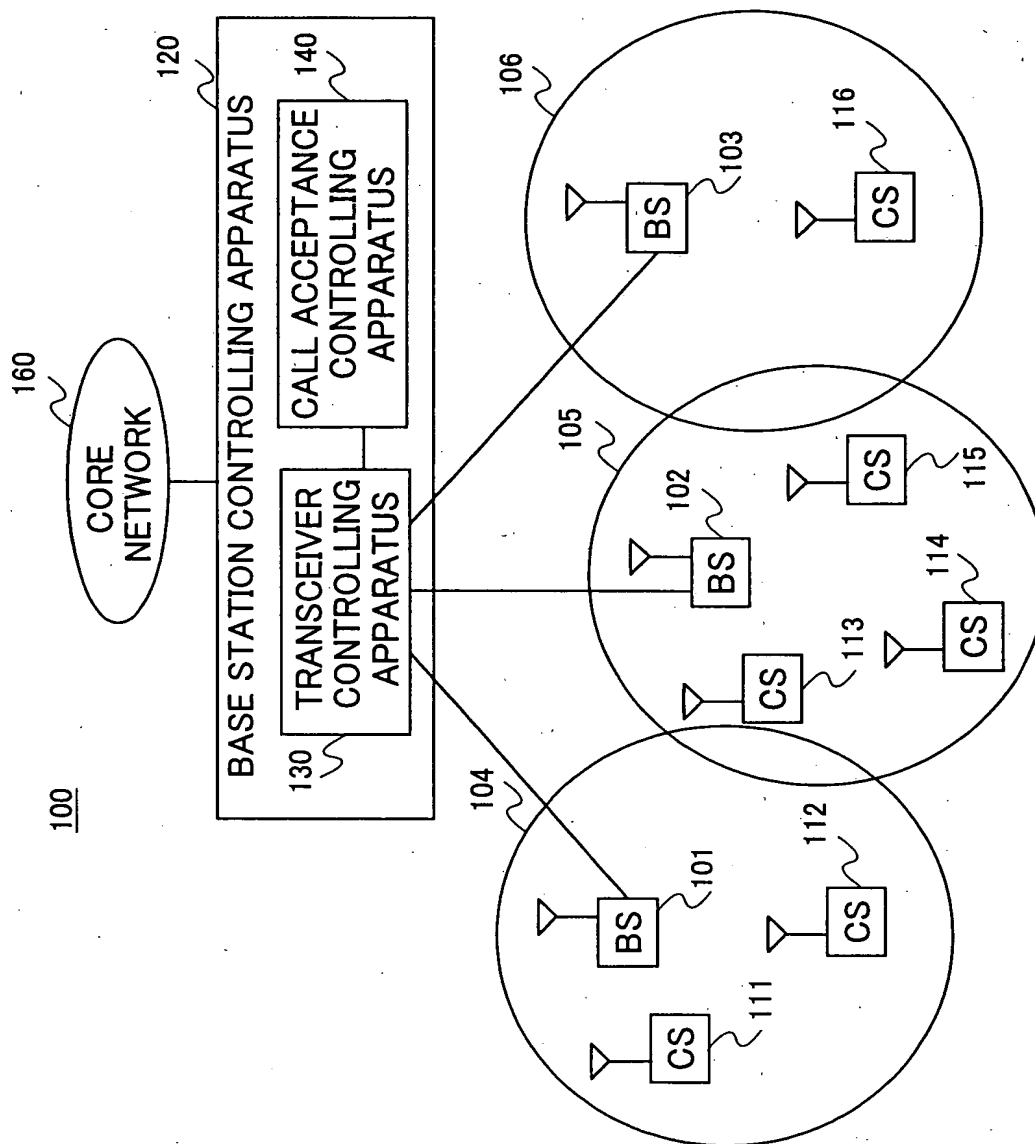 100
160
CORE
NETWORK
120
BASE STATION CONTROLLING APPARATUS
130
TRANSCEIVER
CONTROLLING
APPARATUS
140
CALL ACCEPTANCE
CONTROLLING
APPARATUS
104
BS
101
CS
111
CS
112
105
BS
102
CS
113
CS
114
CS
115
106
BS
103
CS
116